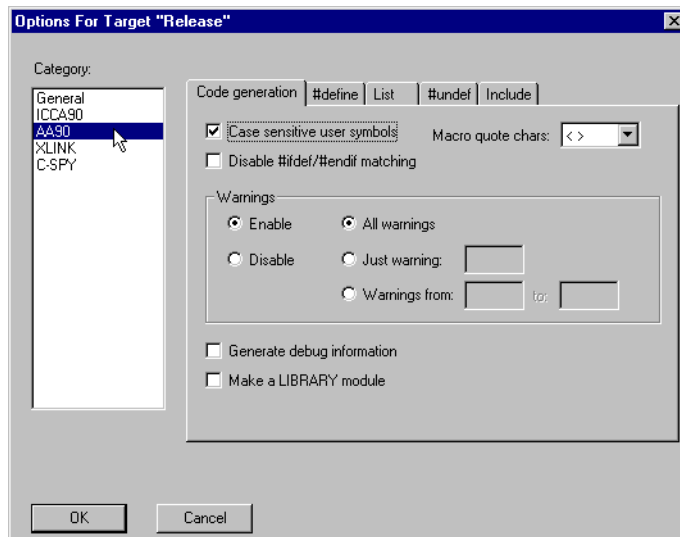 Options For Target "Release"
Category:
General
ICCA90
AA90
XLINK
C-SPY
Code generation
#define
List
#undef
Include
Case sensitive user symbols
Macro quote chars: < >
Disable #ifdef/#endif matching
Warnings
Enable
All warnings
Disable
Just warning:
Warnings from:
to:
Generate debug information
Make a LIBRARY module
OK
Cancel